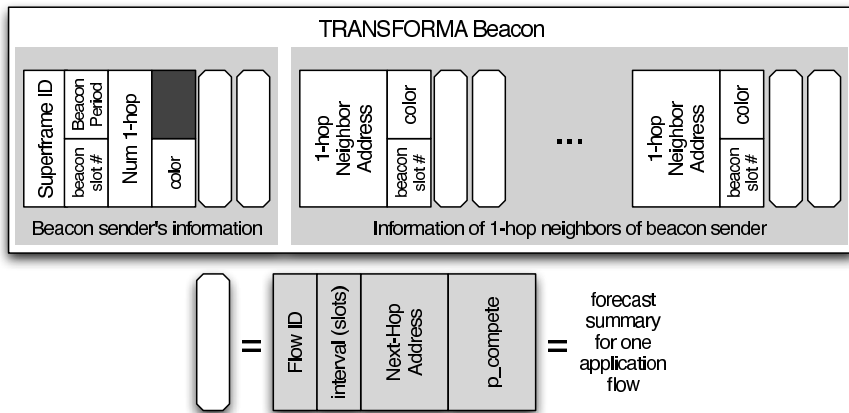 TRANSFORMA Beacon
Superframe ID
Beacon
Period
beacon
slot #
Num 1-hop
color
Beacon sender's information
1-hop
Neighbor
Address
color
beacon
slot #
...
1-hop
Neighbor
Address
color
beacon
slot #
Information of 1-hop neighbors of beacon sender
=
Flow ID
interval (slots)
Next-Hop
Address
p_compete
=
forecast
summary
for one
application
flow